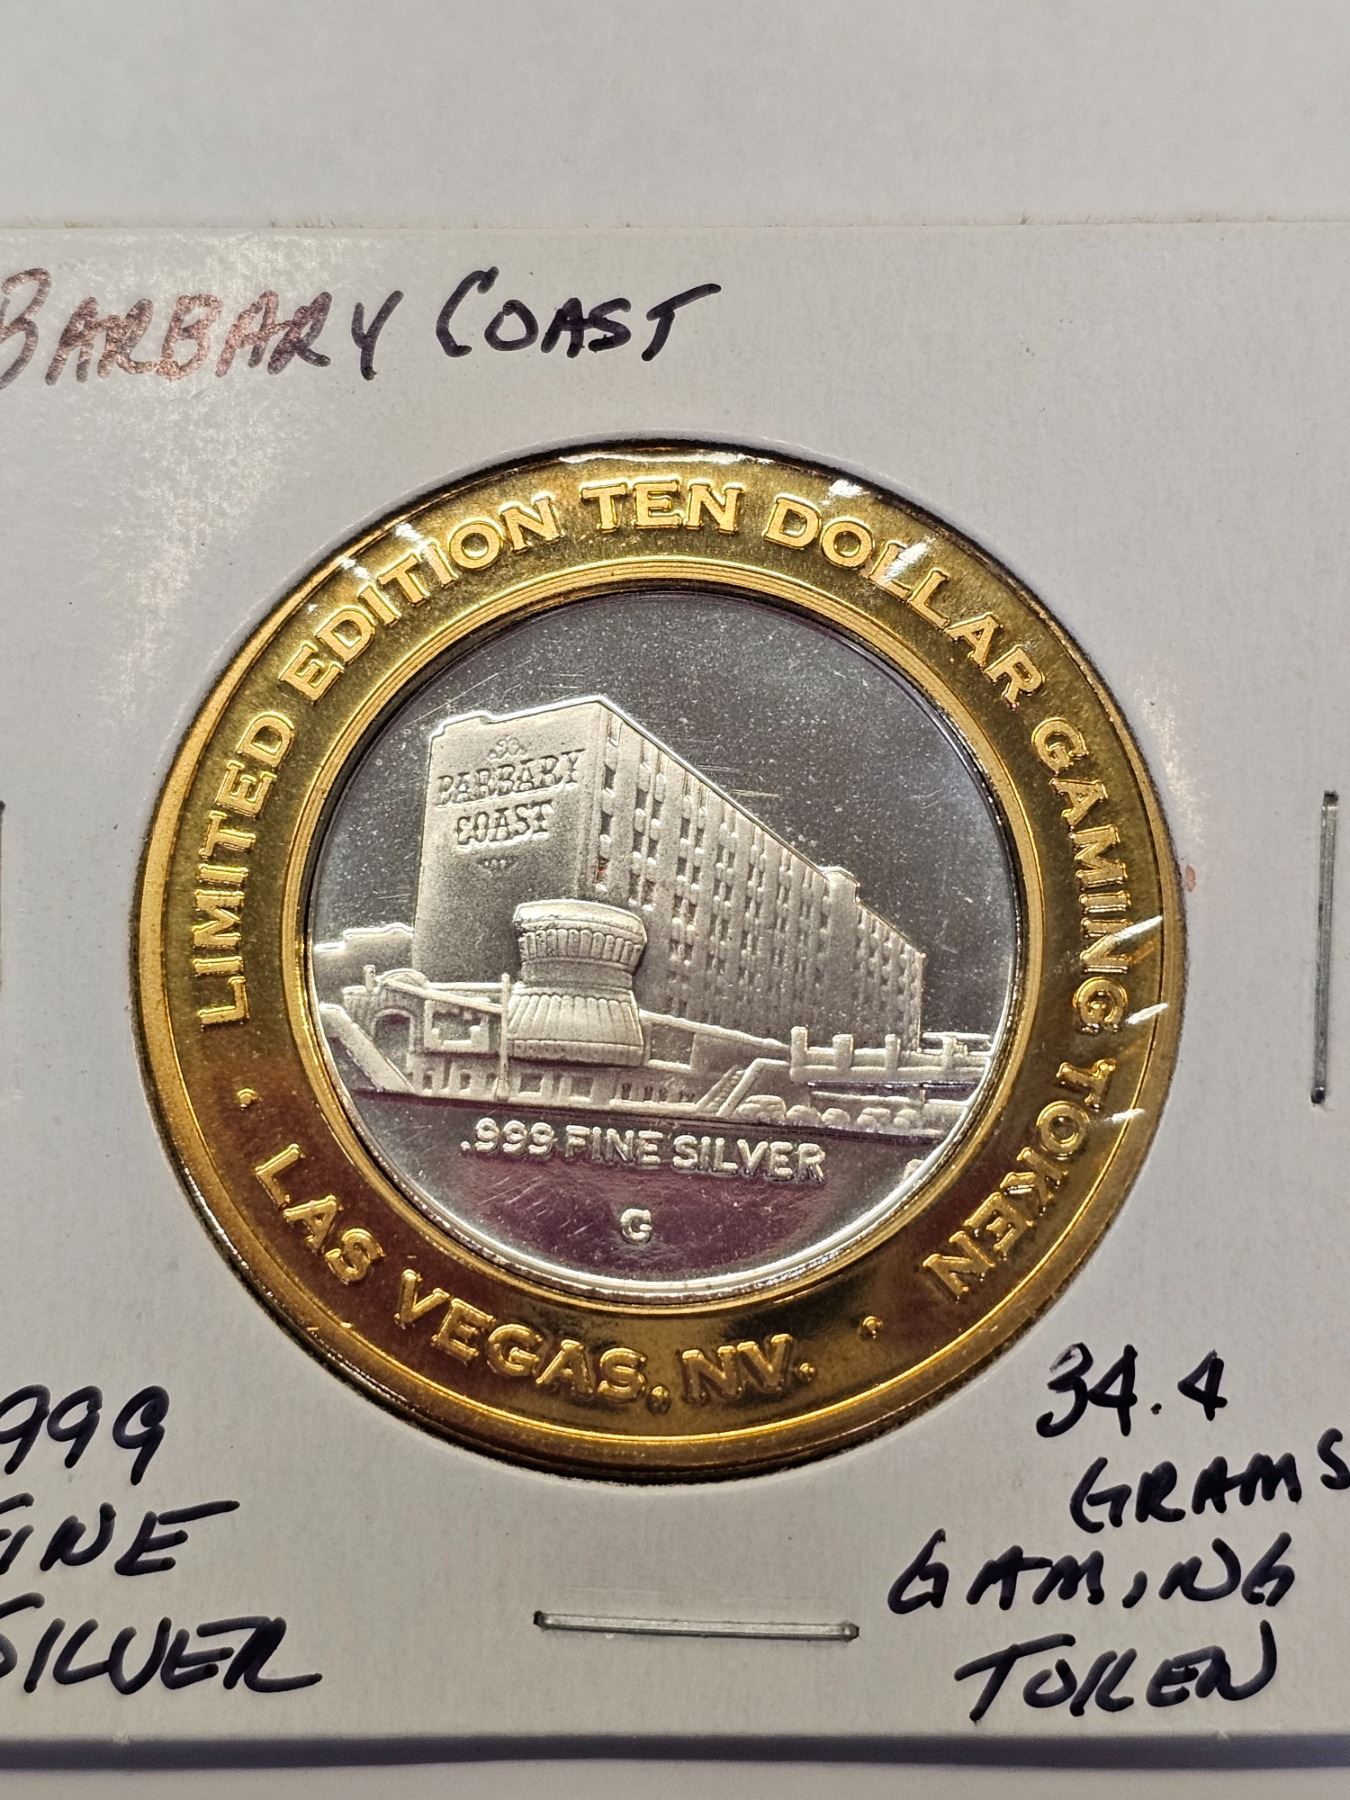 BARBARY COAST
LIMITED EDITION TEN DOLLAR GAMING TOKEN
BARBARY
COAST
.999 FINE SILVER
G
• LAS VEGAS, NV. •
999
FINE
SILVER
34.4
GRAMS
GAMING
TOKEN